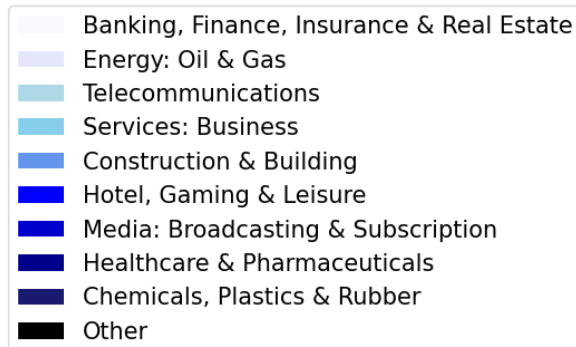 Banking, Finance, Insurance & Real Estate
Energy: Oil & Gas
Telecommunications
Services: Business
Construction & Building
Hotel, Gaming & Leisure
Media: Broadcasting & Subscription
Healthcare & Pharmaceuticals
Chemicals, Plastics & Rubber
Other